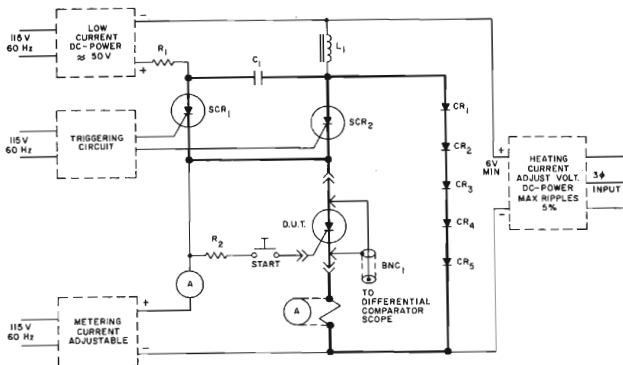 115V
60 Hz
LOW
CURRENT
DC-POWER
≈ 50V
−
+
R1
C1
L1
SCR1
SCR2
115V
60 Hz
TRIGGERING
CIRCUIT
CR1
CR2
CR3
CR4
CR5
6V
MIN
+
−
HEATING
CURRENT
ADJUST VOLT.
DC-POWER
MAX RIPPLES
5%
3ϕ
INPUT
D.U.T.
R2
START
BNC1
TO
DIFFERENTIAL
COMPARATOR
SCOPE
A
A
115V
60 Hz
METERING
CURRENT
ADJUSTABLE
+
−